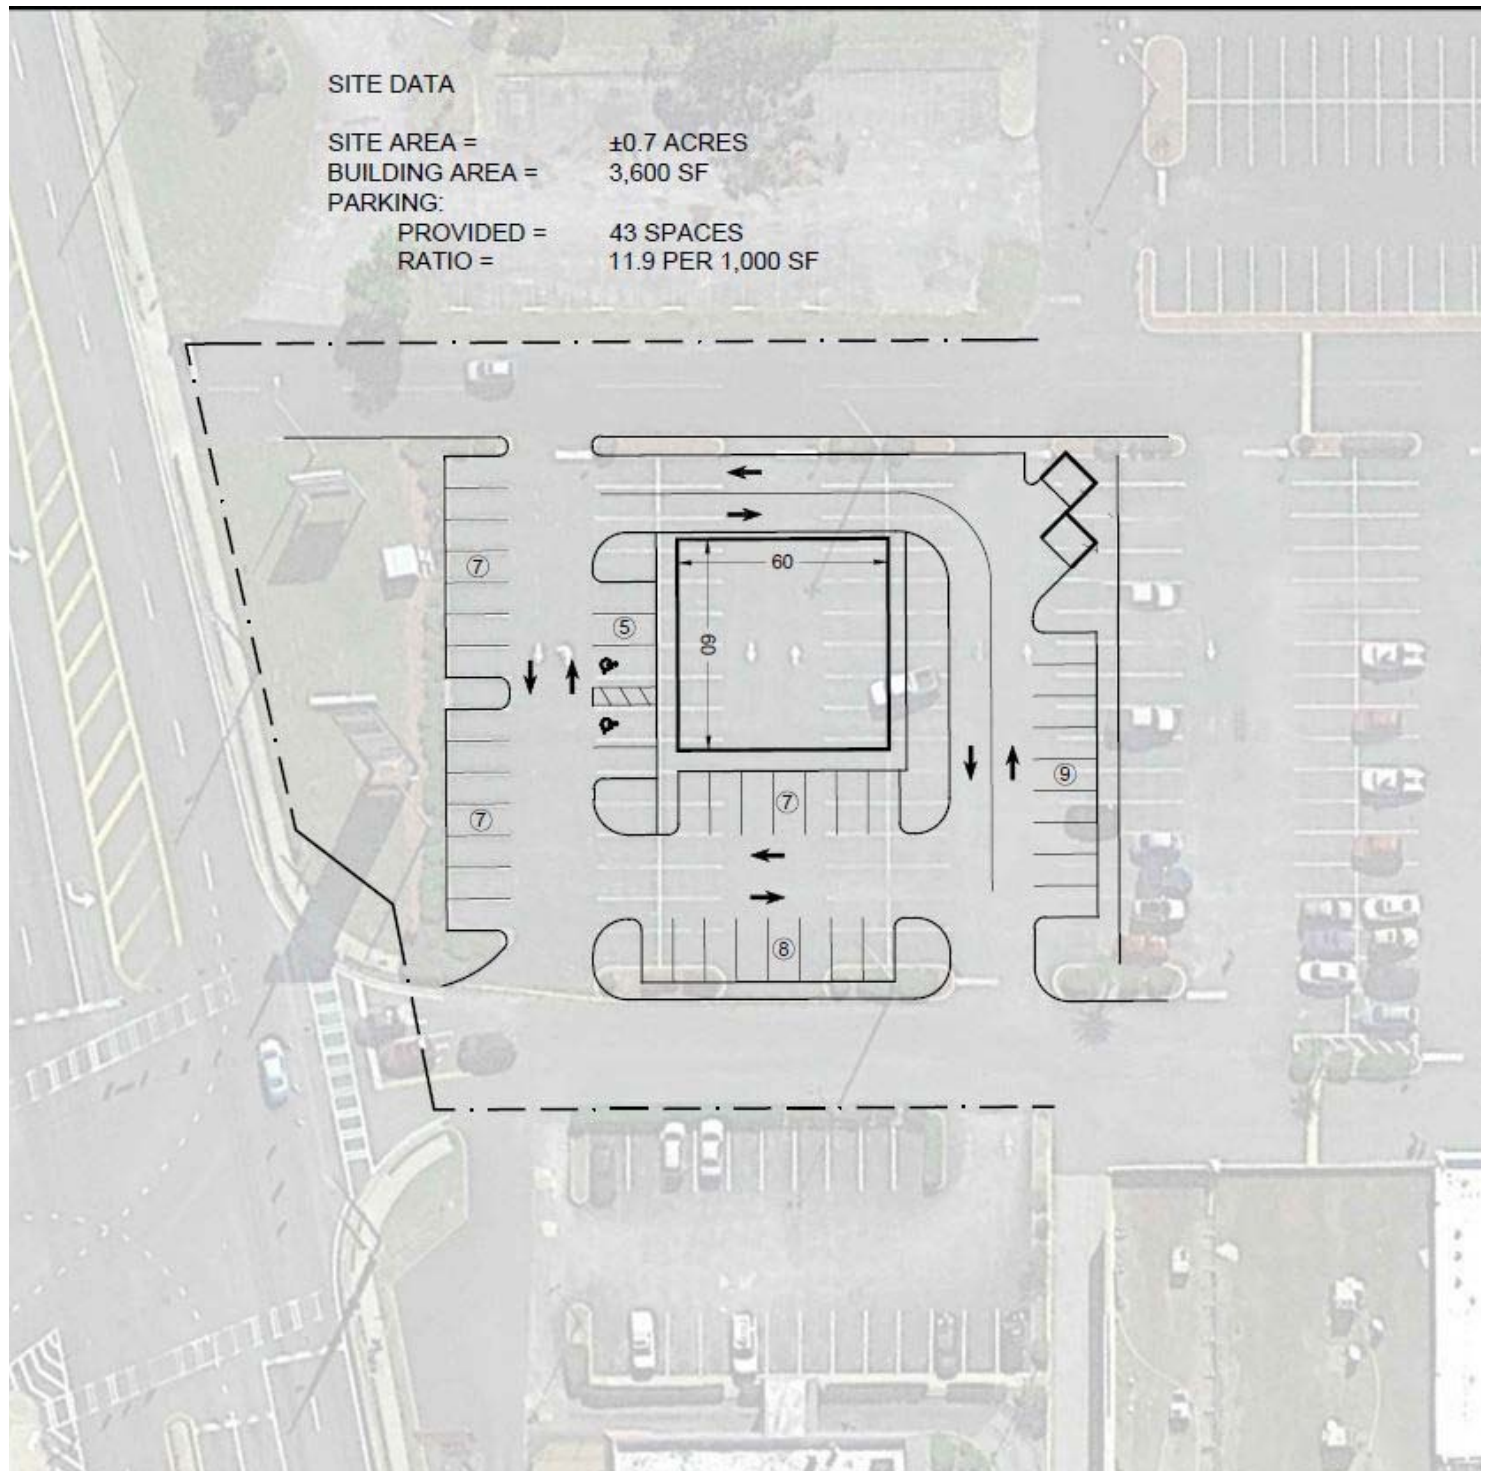 SITE DATA
SITE AREA = ±0.7 ACRES
BUILDING AREA = 3,600 SF
PARKING:
PROVIDED = 43 SPACES
RATIO = 11.9 PER 1,000 SF
60
7
5
60
9
7
7
8